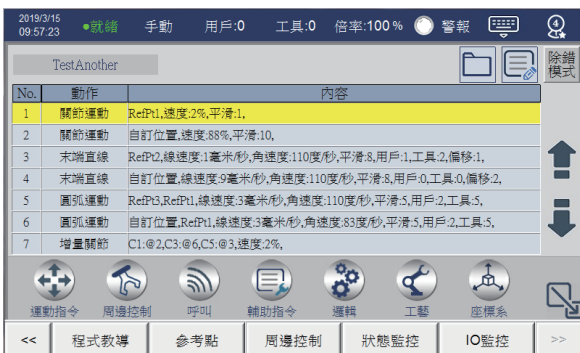 2019/3/15
09:57:23
●就緒 手動 用戶:0 工具:0 倍率:100% 警報 4
TestAnother
除錯
模式
No. 動作 內容
1 關節運動 RefPt1,速度:2%,平滑:1,
2 關節運動 自訂位置,速度:88%,平滑:10,
3 末端直線 RefPt2,線速度:1毫米/秒,角速度:110度/秒,平滑:8,用戶:1,工具:2,偏移:1,
4 末端直線 自訂位置,線速度:9毫米/秒,角速度:110度/秒,平滑:8,用戶:0,工具:0,偏移:2,
5 圓弧運動 RefPt3,RefPt1,線速度:3毫米/秒,角速度:110度/秒,平滑:5,用戶:2,工具:5,
6 圓弧運動 自訂位置,RefPt1,線速度:3毫米/秒,角速度:83度/秒,平滑:5,用戶:2,工具:5,
7 增量關節 C1:@2,C3:@6,C5:@3,速度:2%,
運動指令 周邊控制 呼叫 輔助指令 邏輯 工藝 座標系
<< 程式教導 參考點 周邊控制 狀態監控 IO監控 >>